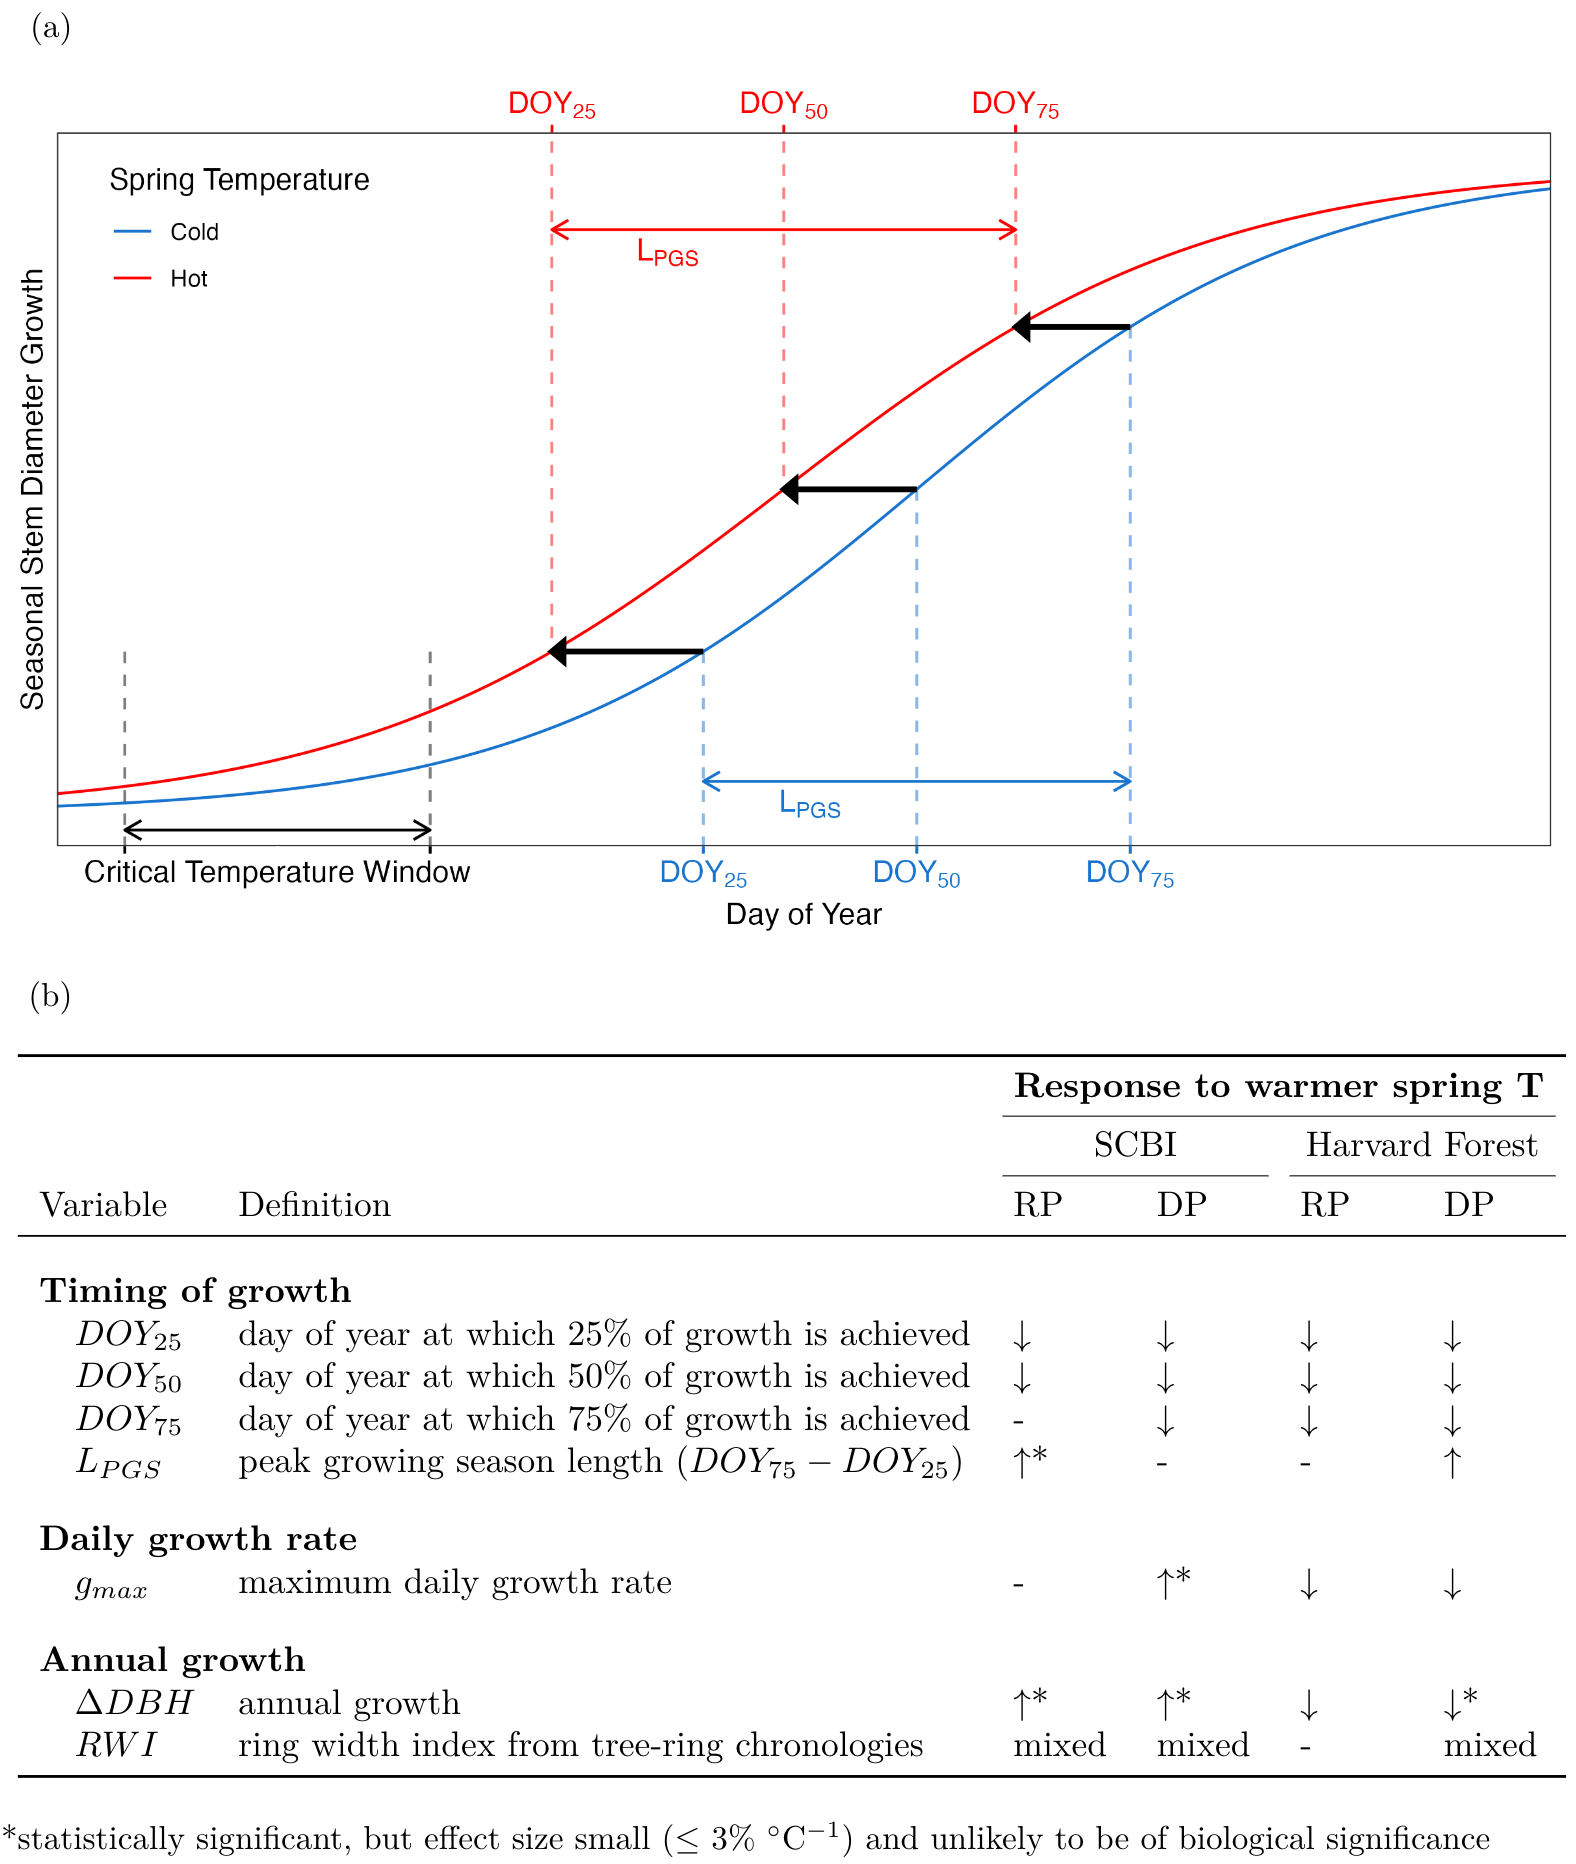 (a)
DOY25 DOY50 DOY75
Spring Temperature
Cold
Hot
LPGS
Seasonal Stem Diameter Growth
LPGS
Critical Temperature Window
DOY25 DOY50 DOY75
Day of Year
(b)
Response to warmer spring T
SCBI Harvard Forest
Variable Definition RP DP RP DP
Timing of growth
DOY25 day of year at which 25% of growth is achieved ↓ ↓ ↓ ↓
DOY50 day of year at which 50% of growth is achieved ↓ ↓ ↓ ↓
DOY75 day of year at which 75% of growth is achieved - ↓ ↓ ↓
LPGS peak growing season length (DOY75 − DOY25) ↑* - - ↑
Daily growth rate
gmax maximum daily growth rate - ↑* ↓ ↓
Annual growth
ΔDBH annual growth ↑* ↑* ↓ ↓*
RWI ring width index from tree-ring chronologies mixed mixed - mixed
*statistically significant, but effect size small (≤ 3% °C−1) and unlikely to be of biological significance